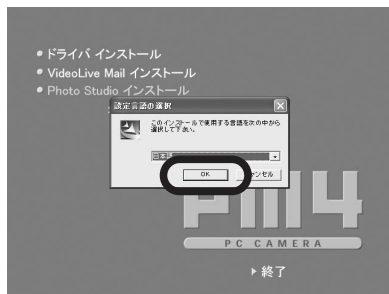 ドライバ インストール
VideoLive Mail インストール
Photo Studio インストール
設定言語の選択
このインストールで使用する言語を次の中から
選択して下さい。
日本語
OK
キャンセル
PM4
PC CAMERA
終了